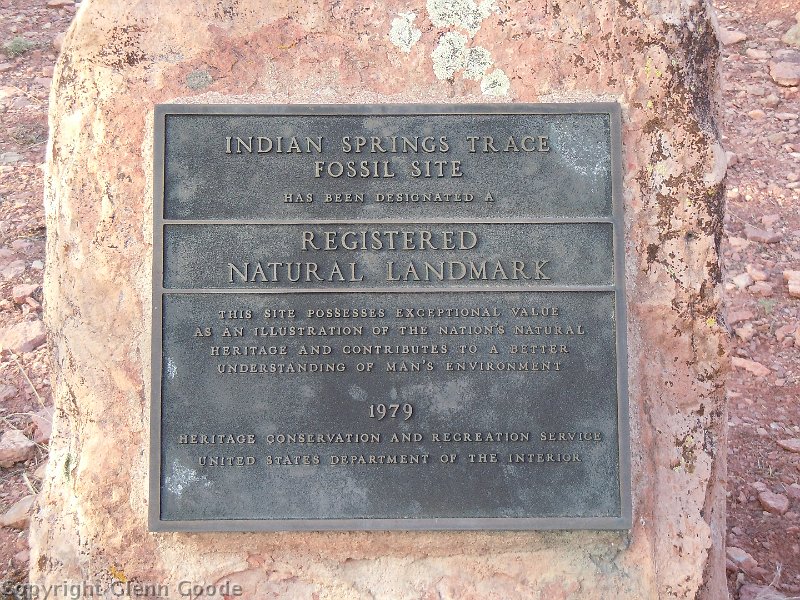 INDIAN SPRINGS TRACE
FOSSIL SITE
HAS BEEN DESIGNATED A
REGISTERED
NATURAL LANDMARK
THIS SITE POSSESSES EXCEPTIONAL VALUE
AS AN ILLUSTRATION OF THE NATION'S NATURAL
HERITAGE AND CONTRIBUTES TO A BETTER
UNDERSTANDING OF MAN'S ENVIRONMENT
1979
HERITAGE CONSERVATION AND RECREATION SERVICE
UNITED STATES DEPARTMENT OF THE INTERIOR
Copyright Glenn Goode